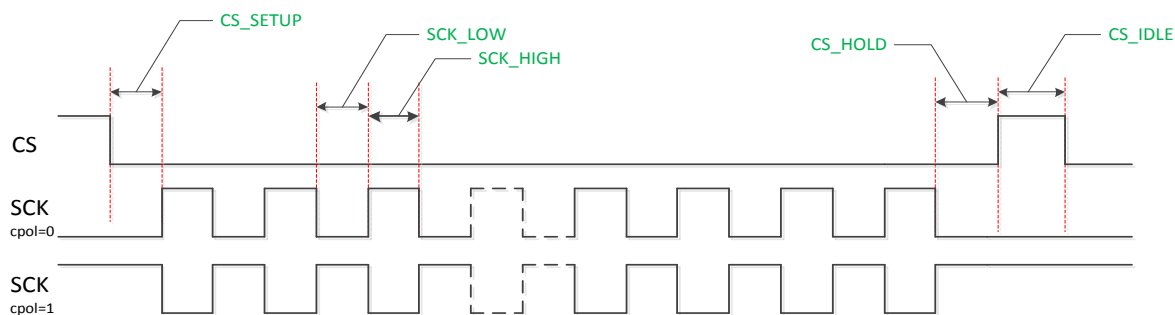 CS_SETUP
SCK_LOW
SCK_HIGH
CS_HOLD
CS_IDLE
CS
SCK
cpol=0
SCK
cpol=1